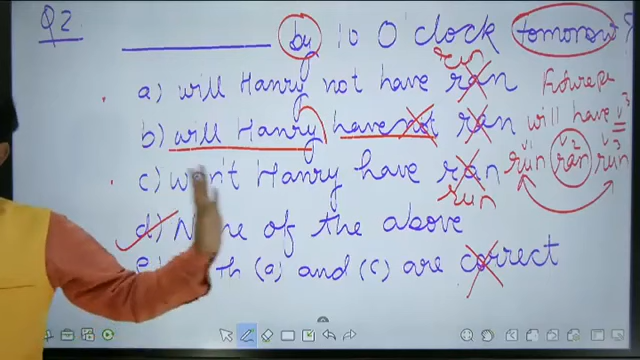 Q2
__________ by 10 O'clock tomorrow?
run
a) will Hanry not have ran Future
b) will Hanry have not ran will have v³
v¹ v² v³
c) won't Hanry have ran run ran run
run
d) None of the above
(a) and (c) are correct